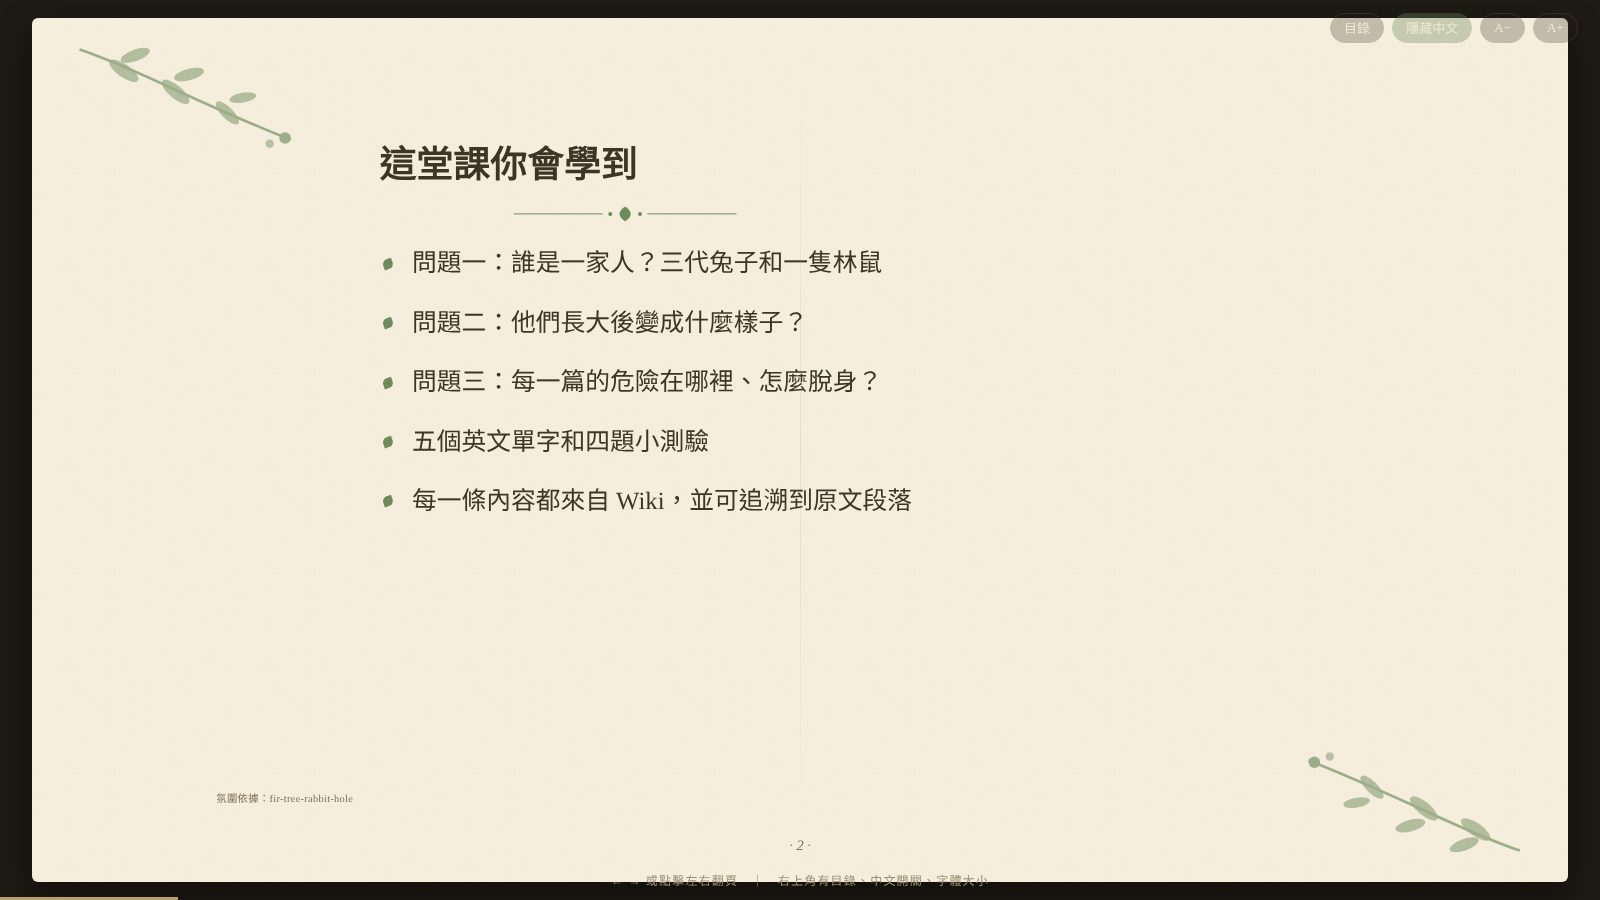 目錄 隱藏中文 A− A+
這堂課你會學到
問題一：誰是一家人？三代兔子和一隻林鼠
問題二：他們長大後變成什麼樣子？
問題三：每一篇的危險在哪裡、怎麼脫身？
五個英文單字和四題小測驗
每一條內容都來自 Wiki，並可追溯到原文段落
氛圍依據：fir-tree-rabbit-hole
· 2 ·
← → 或點擊左右翻頁 ｜ 右上角有目錄、中文開關、字體大小